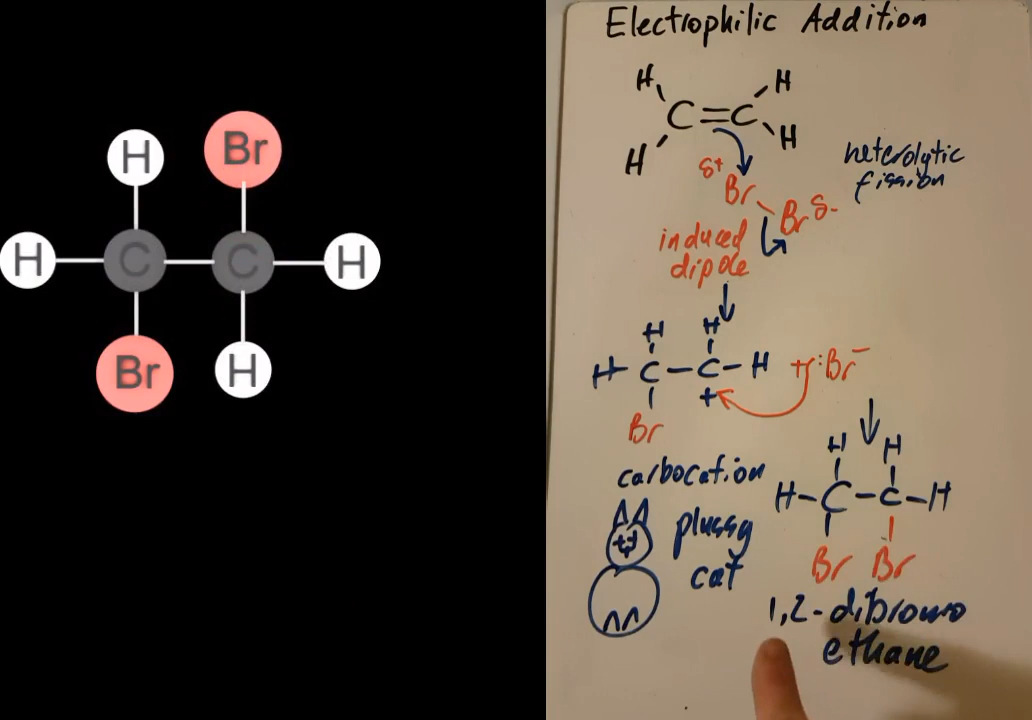 H Br
H C C H
Br H
Electrophilic Addition
H H
C=C
H H
heterolytic
fission
δ+
Br
Br δ-
induced
dipole
H H
H-C-C-H + :Br⁻
+
Br
carbocation
plussy
cat
H H
H-C-C-H
Br Br
1,2-dibromo
ethane